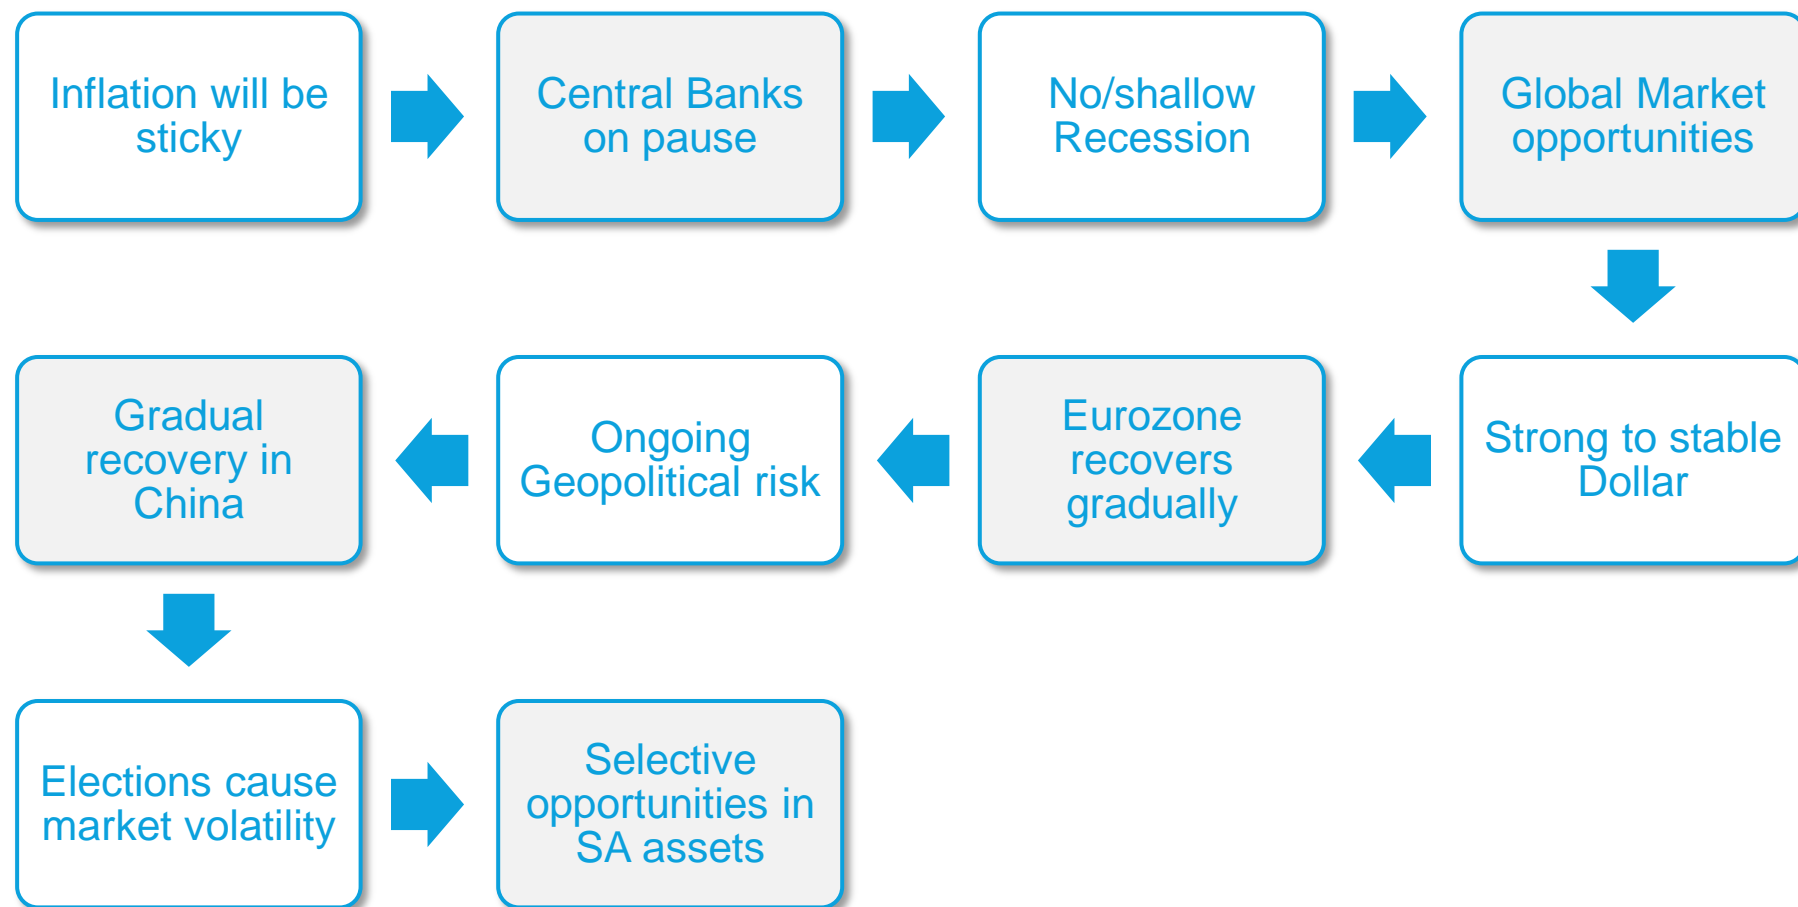 Inflation will be
sticky
Central Banks
on pause
No/shallow
Recession
Global Market
opportunities
Strong to stable
Dollar
Eurozone
recovers
gradually
Ongoing
Geopolitical risk
Gradual
recovery in
China
Elections cause
market volatility
Selective
opportunities in
SA assets